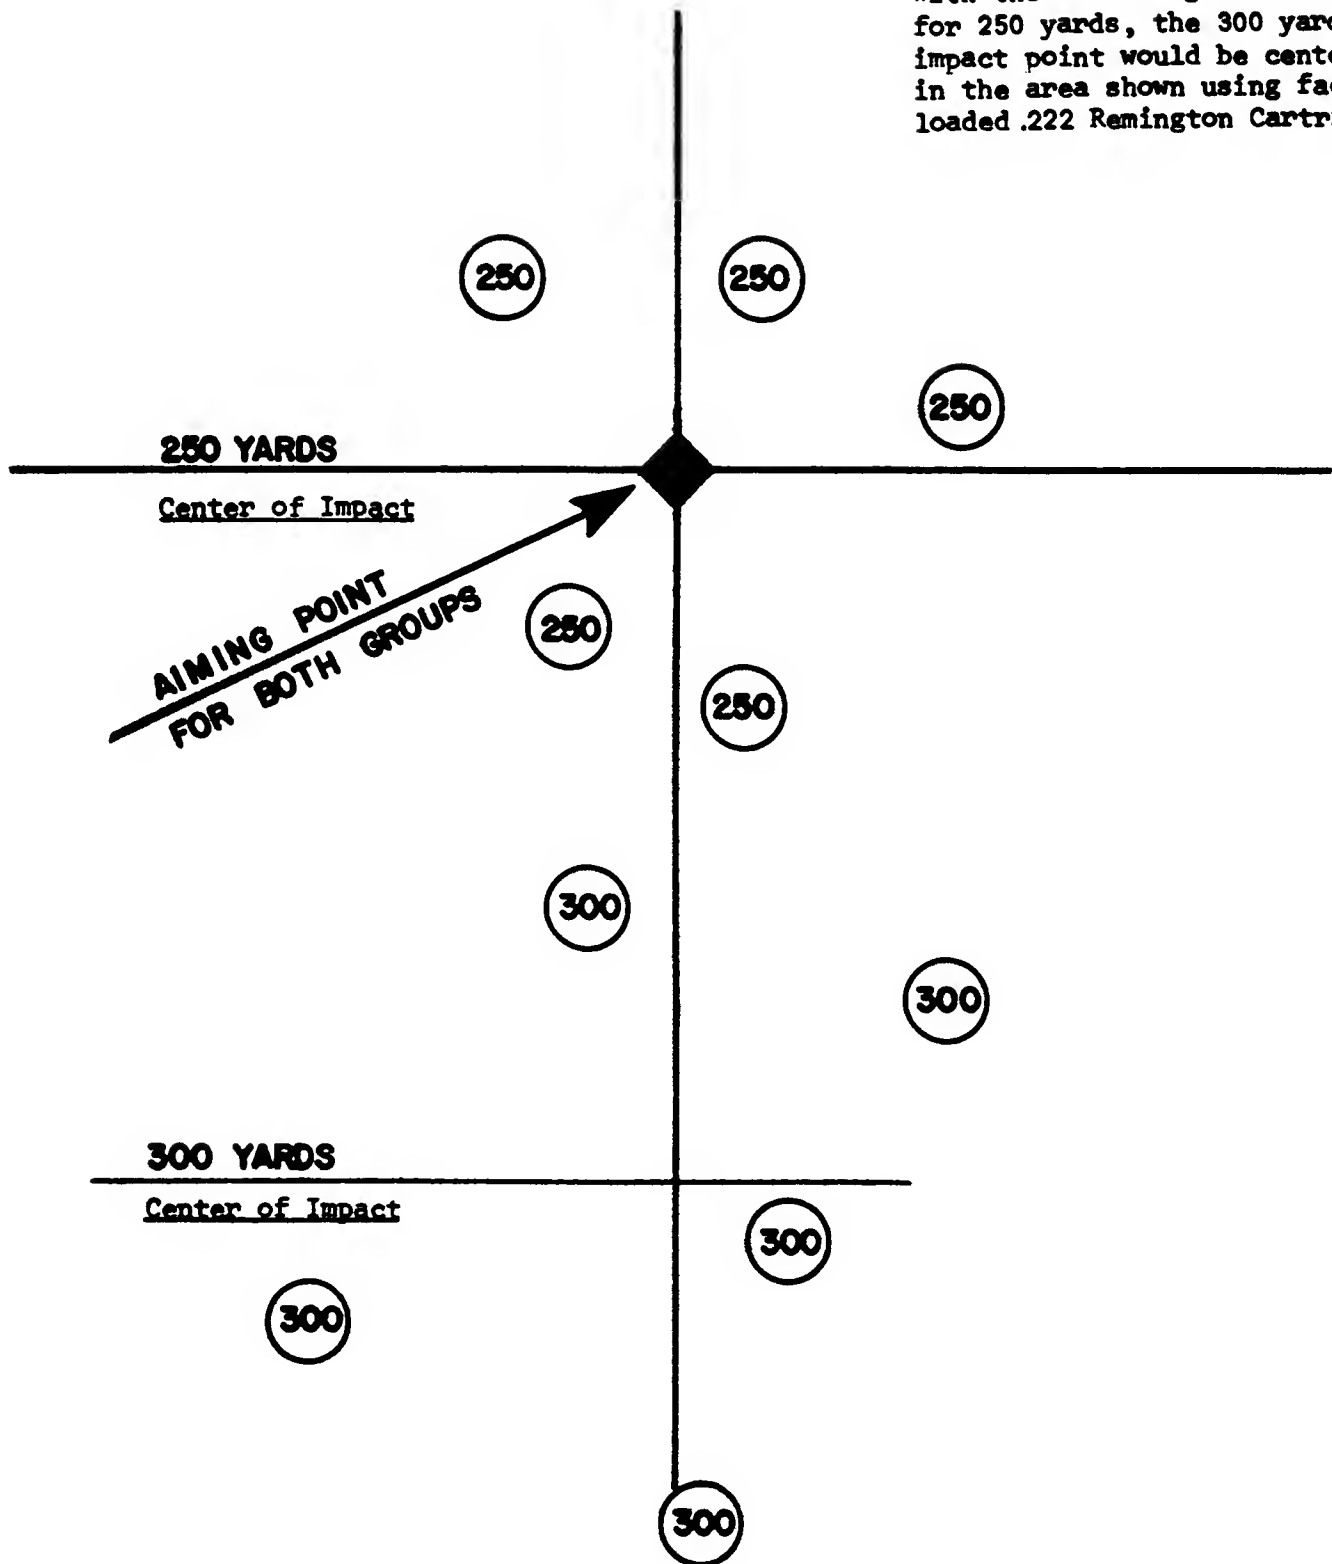 for 250 yards, the 300 yard
impact point would be cente
in the area shown using fac
loaded .222 Remington Cartr
250
250
250
250 YARDS
Center of Impact
AIMING POINT
FOR BOTH GROUPS
250
250
300
300
300 YARDS
Center of Impact
300
300
300